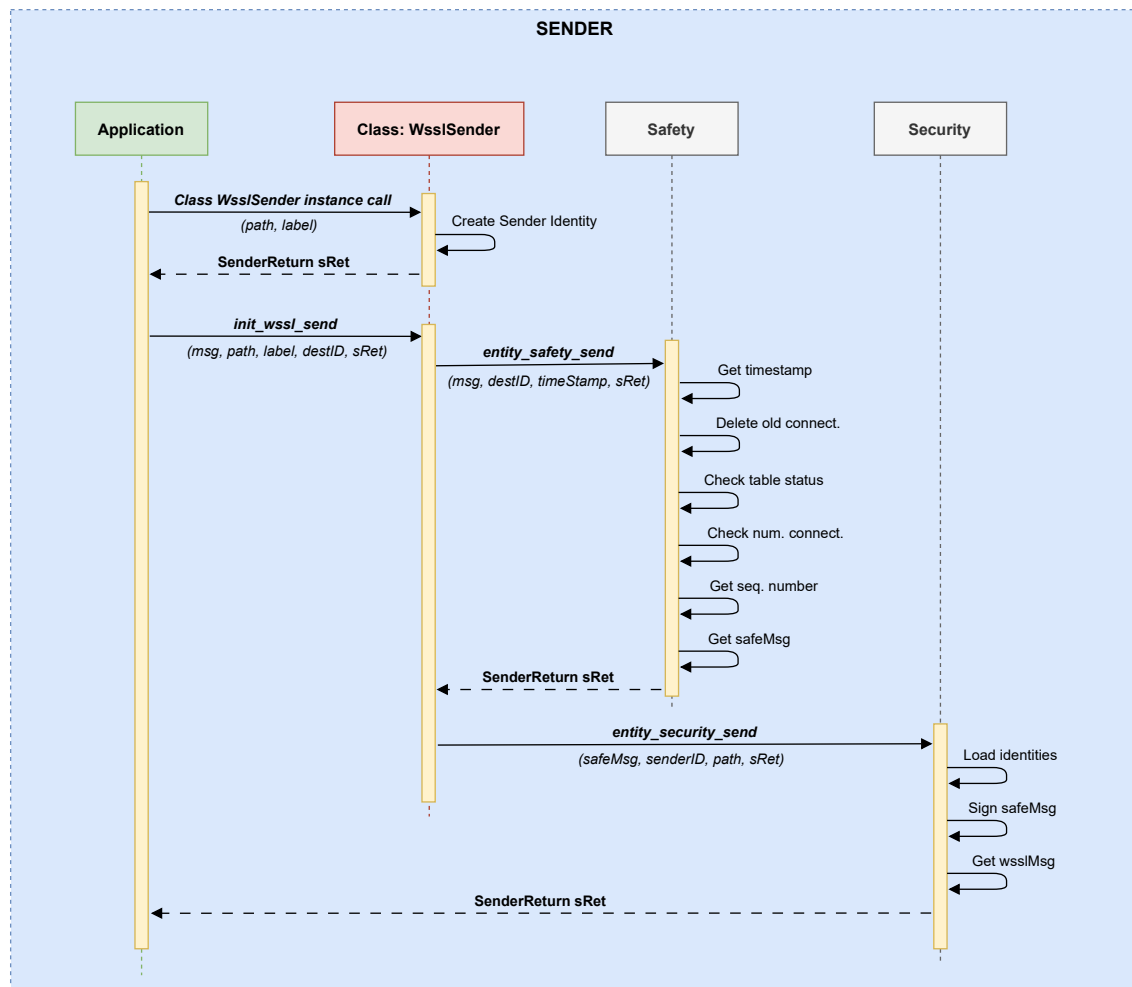 SENDER
Application
Class: WsslSender
Safety
Security
Class WsslSender instance call
(path, label)
Create Sender Identity
SenderReturn sRet
init_wssl_send
(msg, path, label, destID, sRet)
entity_safety_send
(msg, destID, timeStamp, sRet)
Get timestamp
Delete old connect.
Check table status
Check num. connect.
Get seq. number
Get safeMsg
SenderReturn sRet
entity_security_send
(safeMsg, senderID, path, sRet)
Load identities
Sign safeMsg
Get wsslMsg
SenderReturn sRet